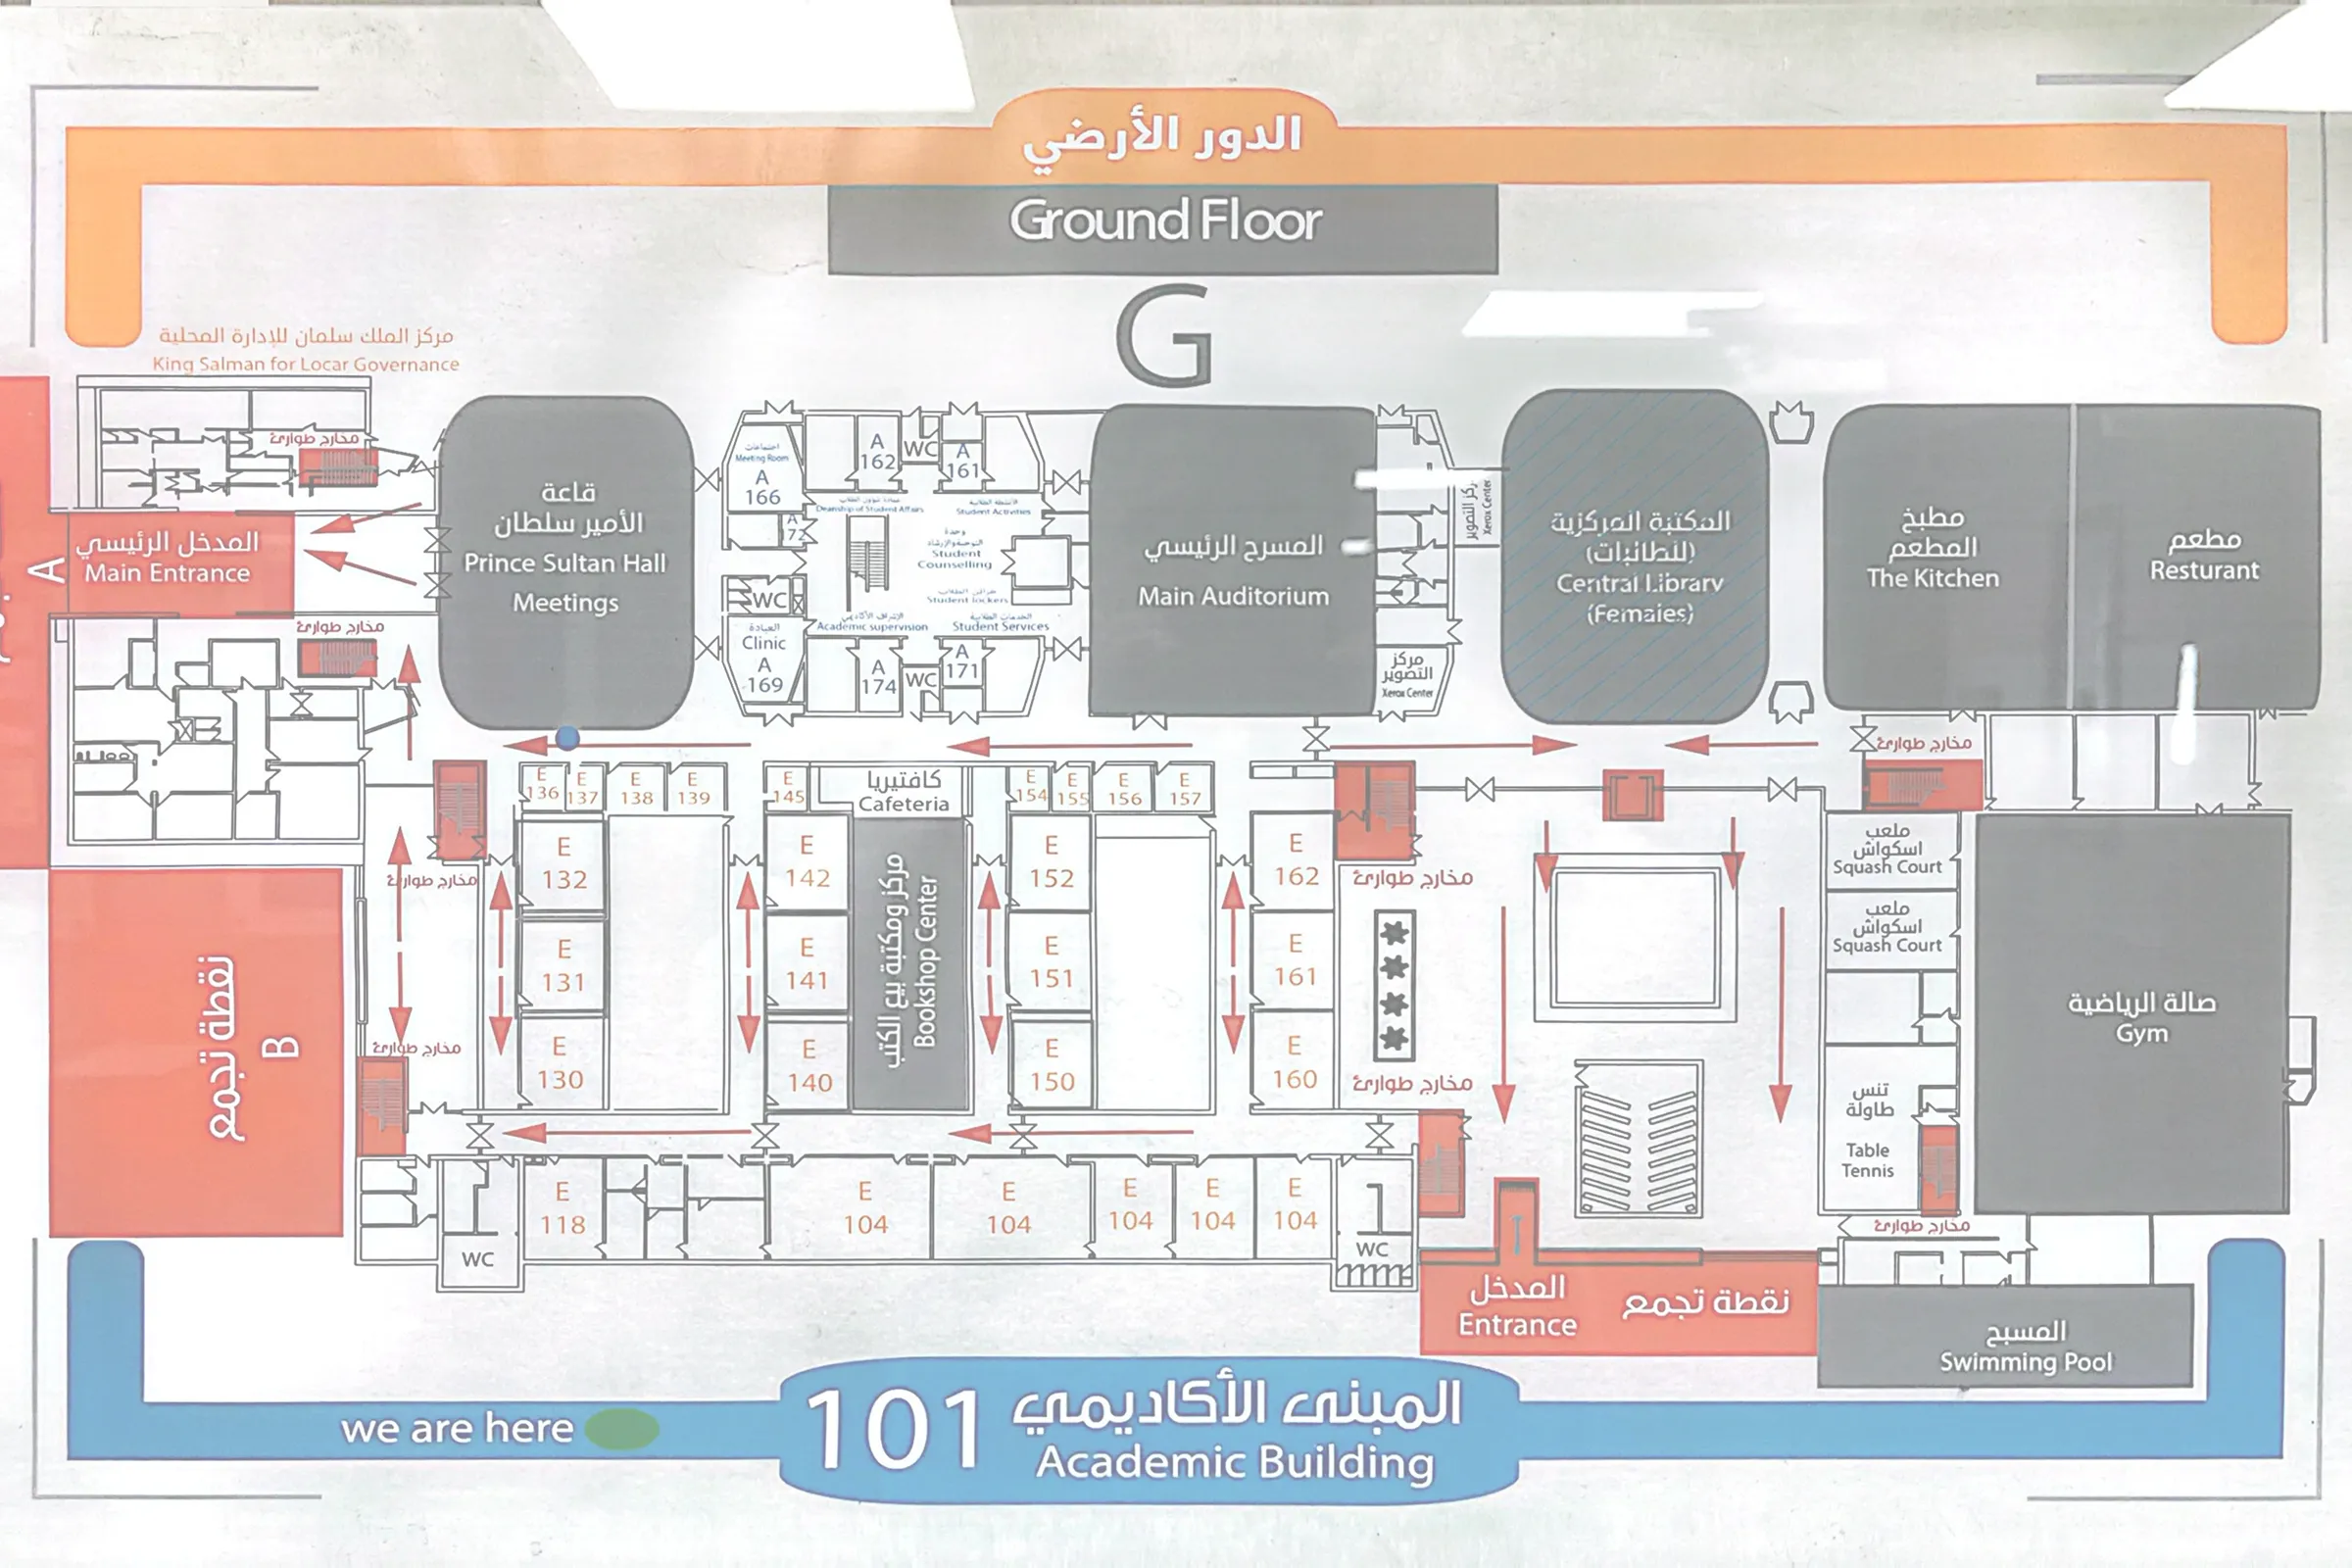 الدور الأرضي
Ground Floor
G
مركز الملك سلمان للإدارة المحلية
King Salman for Locar Governance
مخارج طوارئ
A
المدخل الرئيسي
Main Entrance
مخارج طوارئ
قاعة
الأمير سلطان
Prince Sultan Hall
Meetings
اجتماعات
Meeting Room
A
166
A
162
WC
A
161
Deanship of Student Affairs
الأنشطة الطلابية
Student Activities
A
172
وحدة
التوجيه والإرشاد
Student
Counselling
WC
Student lockers
العيادة
Clinic
A
169
الإشراف الأكاديمي
Academic supervision
الخدمات الطلابية
Student Services
A
174
WC
A
171
المسرح الرئيسي
Main Auditorium
مركز التصوير
Xerox Center
مركز
التصوير
Xerox Center
المكتبة المركزية
(للطالبات)
Central Library
(Females)
مطبخ
المطعم
The Kitchen
مطعم
Resturant
مخارج طوارئ
E
136
E
137
E
138
E
139
E
145
كافتيريا
Cafeteria
E
154
E
155
E
156
E
157
E
132
E
142
E
152
E
162
مخارج طوارئ
مخارج طوارئ
E
131
E
141
E
151
E
161
مركز ومكتبة بيع الكتب
Bookshop Center
E
130
E
140
E
150
E
160
مخارج طوارئ
مخارج طوارئ
ملعب
اسكواش
Squash Court
ملعب
اسكواش
Squash Court
صالة الرياضية
Gym
تنس
طاولة
Table
Tennis
مخارج طوارئ
نقطة تجمع
B
WC
E
118
E
104
E
104
E
104
E
104
E
104
WC
المدخل
Entrance
نقطة تجمع
المسبح
Swimming Pool
we are here
101
المبنى الأكاديمي
Academic Building